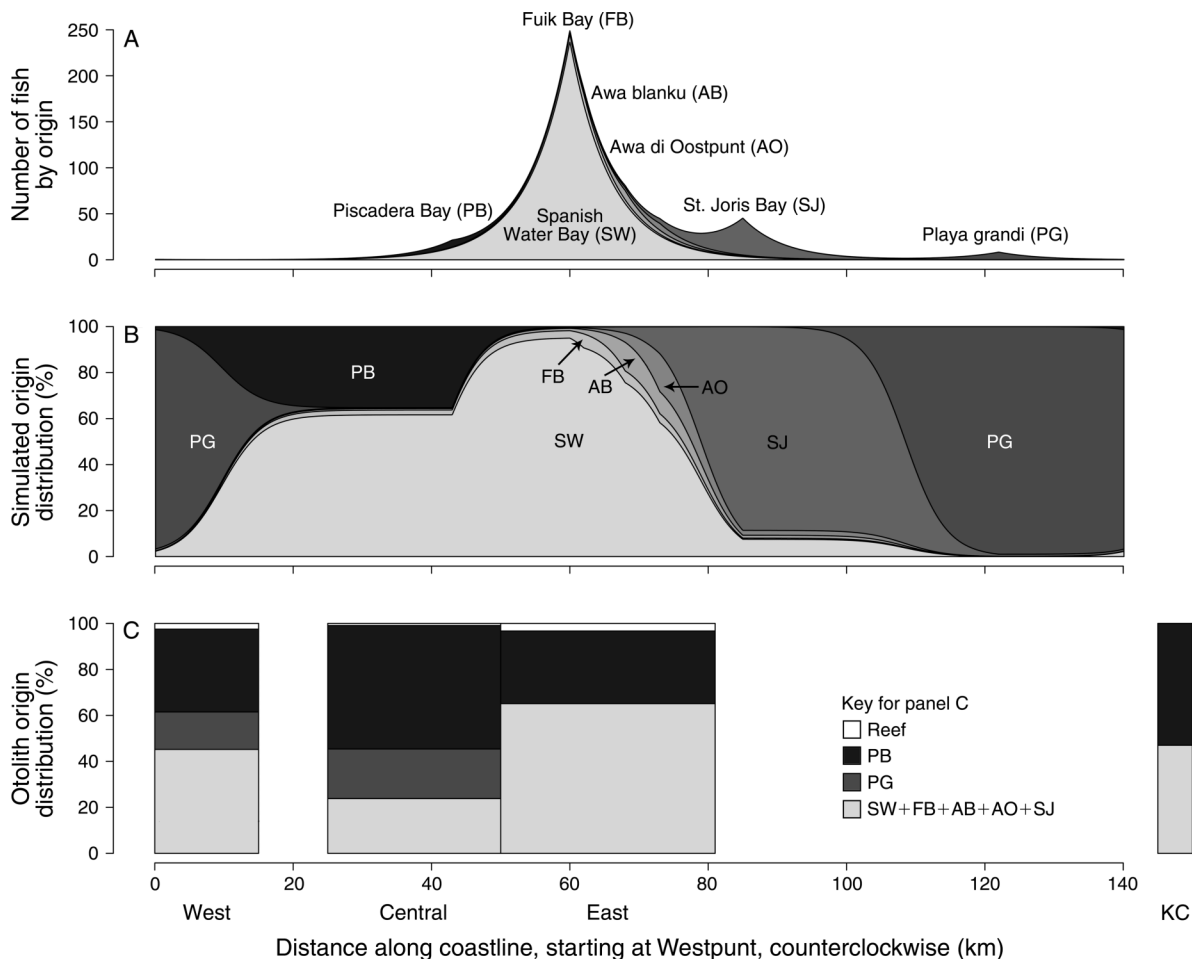 A
Number of fish
by origin
250
200
150
100
50
0
Fuik Bay (FB)
Awa blanku (AB)
Awa di Oostpunt (AO)
Piscadera Bay (PB)
Spanish
Water Bay (SW)
St. Joris Bay (SJ)
Playa grandi (PG)
B
Simulated origin
distribution (%)
100
80
60
40
20
0
PG
PB
FB
AB
AO
SW
SJ
PG
C
Otolith origin
distribution (%)
100
80
60
40
20
0
Key for panel C
Reef
PB
PG
SW+FB+AB+AO+SJ
0 20 40 60 80 100 120 140
West Central East KC
Distance along coastline, starting at Westpunt, counterclockwise (km)